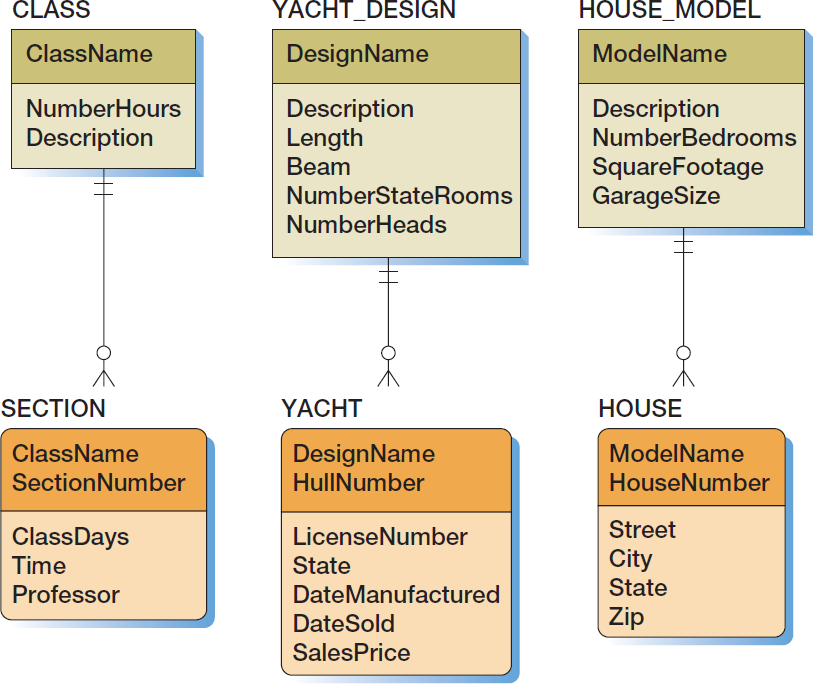 CLASS
ClassName
NumberHours
Description
YACHT_DESIGN
DesignName
Description
Length
Beam
NumberStateRooms
NumberHeads
HOUSE_MODEL
ModelName
Description
NumberBedrooms
SquareFootage
GarageSize
SECTION
ClassName
SectionNumber
ClassDays
Time
Professor
YACHT
DesignName
HullNumber
LicenseNumber
State
DateManufactured
DateSold
SalesPrice
HOUSE
ModelName
HouseNumber
Street
City
State
Zip